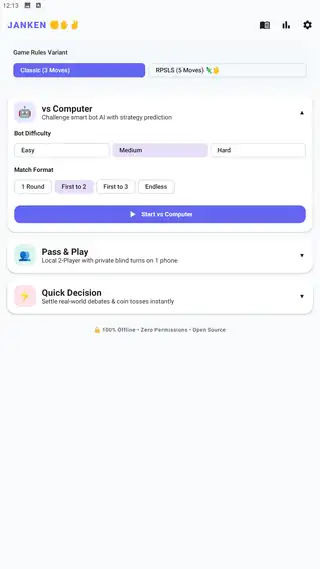 12:13
JANKEN ✊✋✌
Game Rules Variant
Classic (3 Moves)
RPSLS (5 Moves) 🦎🖖
vs Computer
Challenge smart bot AI with strategy prediction
Bot Difficulty
Easy
Medium
Hard
Match Format
1 Round
First to 2
First to 3
Endless
Start vs Computer
Pass & Play
Local 2-Player with private blind turns on 1 phone
Quick Decision
Settle real-world debates & coin tosses instantly
🔒 100% Offline • Zero Permissions • Open Source